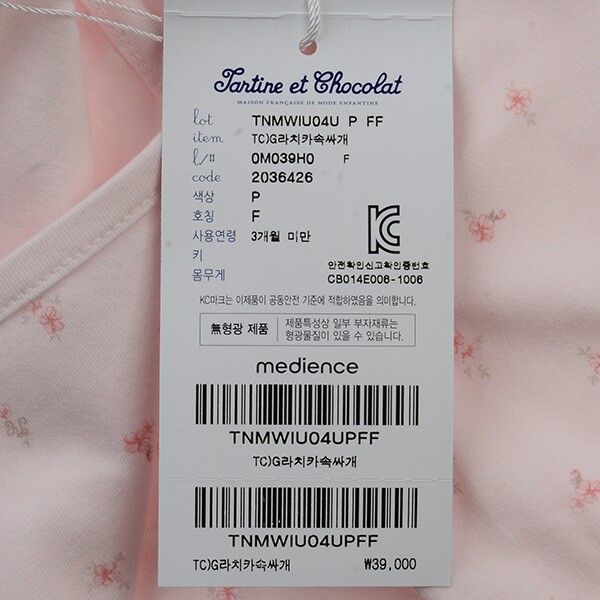 Tartine et Chocolat
MAISON FRANÇAISE DE MODE ENFANTINE
lot TNMWIU04U P FF
item TC)G라치카속싸개
l/# 0M039H0 F
code 2036426
색상 P
호칭 F
사용연령 3개월 미만
키
몸무게
안전확인신고확인증번호
CB014E006-1006
KC마크는 이제품이 공통안전 기준에 적합하였음을 의미합니다.
無형광 제품 제품특성상 일부 부자재류는
형광물질이 있을 수 있습니다.
medience
TNMWIU04UPFF
TC)G라치카속싸개
TNMWIU04UPFF
TC)G라치카속싸개 ₩39,000